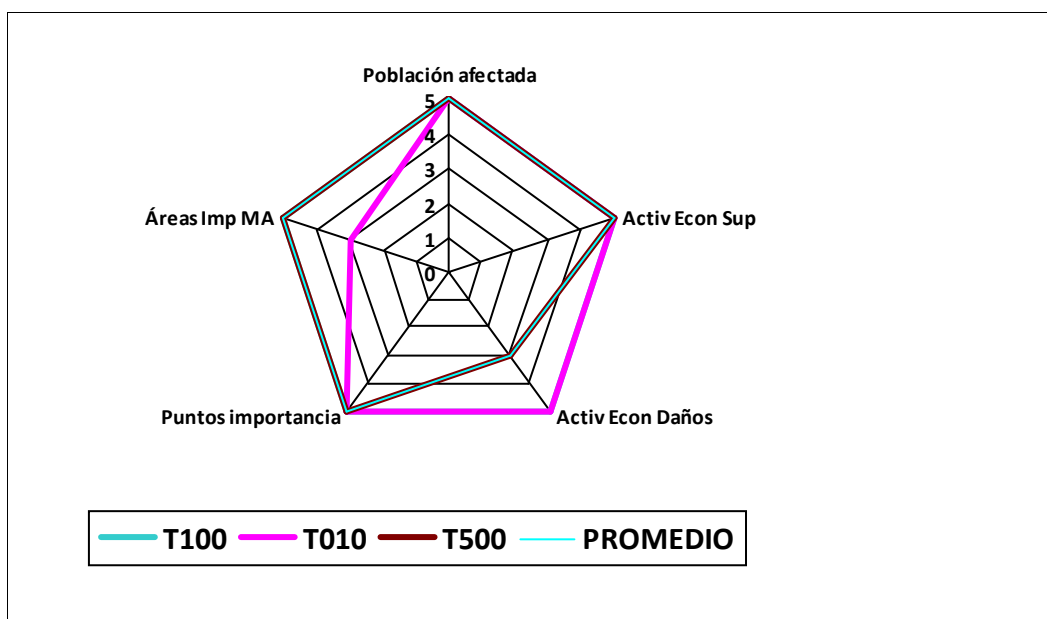 Población afectada
5
4
3
2
1
0
Áreas Imp MA
Activ Econ Sup
Puntos importancia
Activ Econ Daños
T100 T010 T500 PROMEDIO